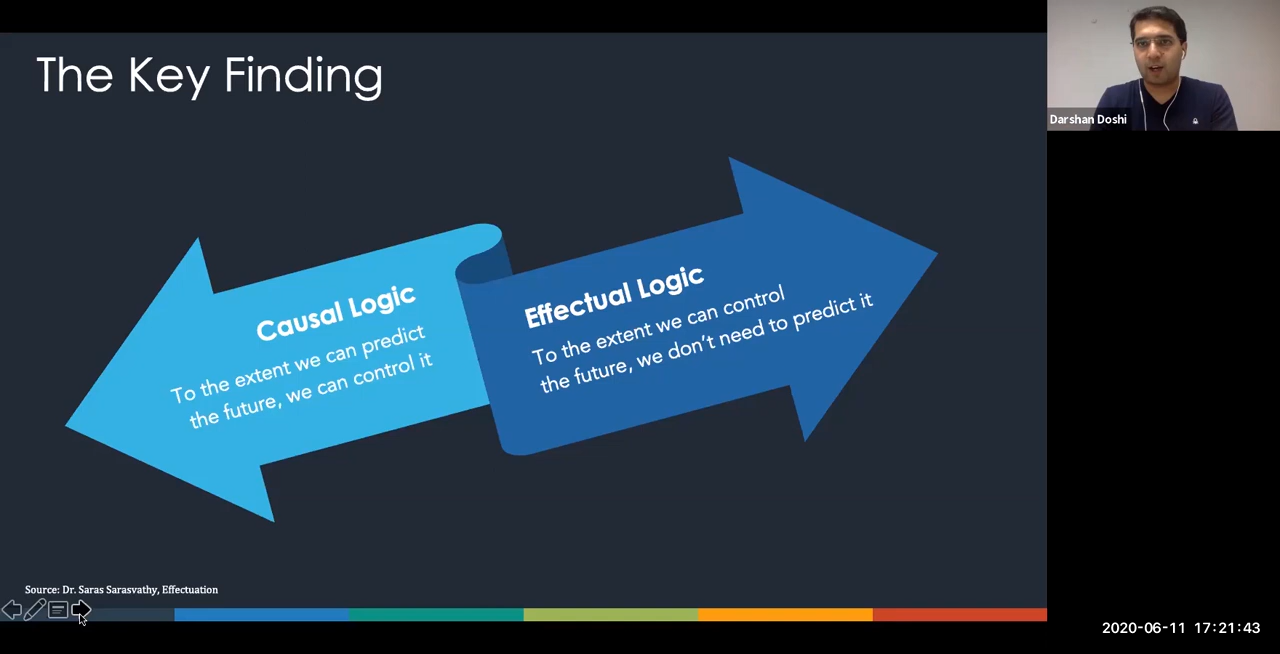 The Key Finding
Darshan Doshi
Causal Logic
To the extent we can predict
the future, we can control it
Effectual Logic
To the extent we can control
the future, we don't need to predict it
Source: Dr. Saras Sarasvathy, Effectuation
2020-06-11 17:21:43